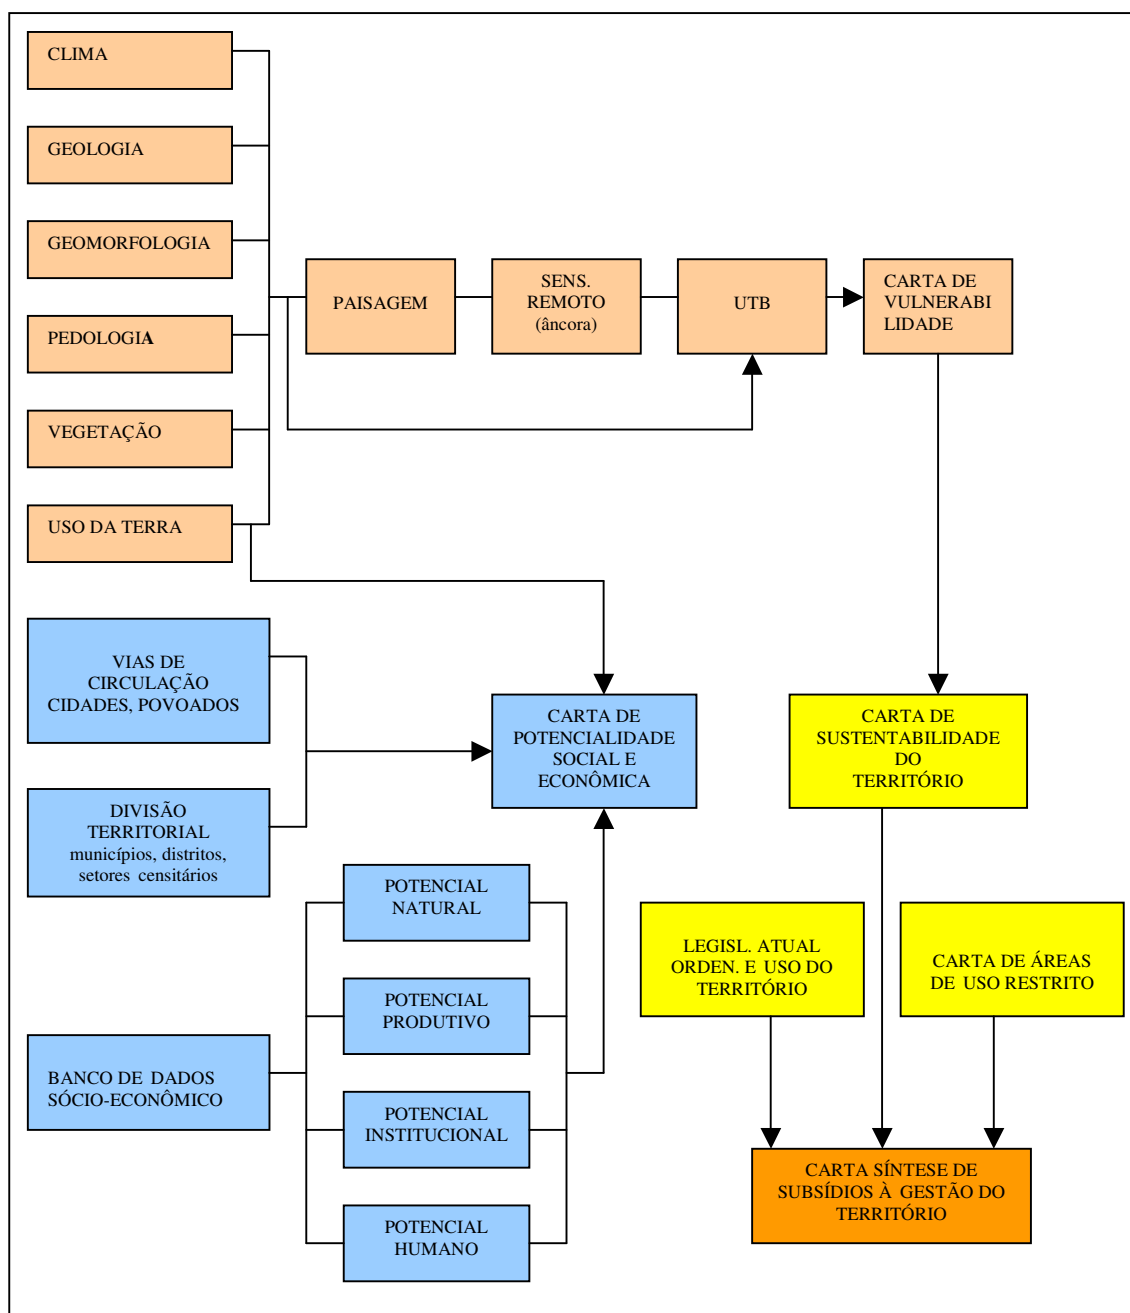 CLIMA
GEOLOGIA
GEOMORFOLOGIA
PEDOLOGIA
VEGETAÇÃO
USO DA TERRA
PAISAGEM
SENS.
REMOTO
(âncora)
UTB
CARTA DE
VULNERABI
LIDADE
VIAS DE
CIRCULAÇÃO
CIDADES, POVOADOS
DIVISÃO
TERRITORIAL
municípios, distritos,
setores censitários
BANCO DE DADOS
SÓCIO-ECONÔMICO
POTENCIAL
NATURAL
POTENCIAL
PRODUTIVO
POTENCIAL
INSTITUCIONAL
POTENCIAL
HUMANO
CARTA DE
POTENCIALIDADE
SOCIAL E
ECONÔMICA
CARTA DE
SUSTENTABILIDADE
DO
TERRITÓRIO
LEGISL. ATUAL
ORDEN. E USO DO
TERRITÓRIO
CARTA DE ÁREAS
DE USO RESTRITO
CARTA SÍNTESE DE
SUBSÍDIOS À GESTÃO DO
TERRITÓRIO